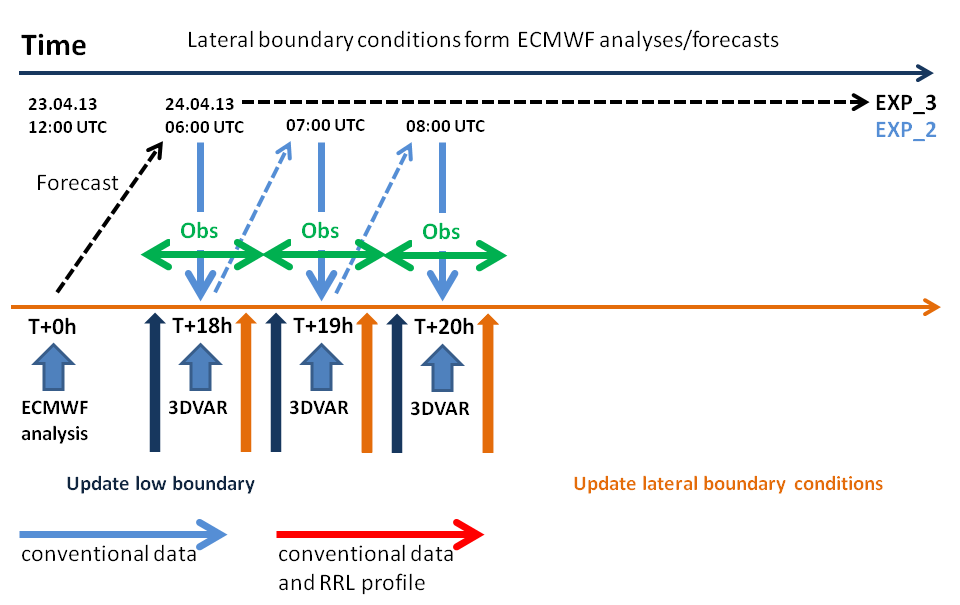 Time
Lateral boundary conditions form ECMWF analyses/forecasts
23.04.13
12:00 UTC
24.04.13
06:00 UTC
07:00 UTC
08:00 UTC
EXP_3
EXP_2
Forecast
Obs
Obs
Obs
T+0h
T+18h
T+19h
T+20h
ECMWF
analysis
3DVAR
3DVAR
3DVAR
Update low boundary
Update lateral boundary conditions
conventional data
conventional data
and RRL profile